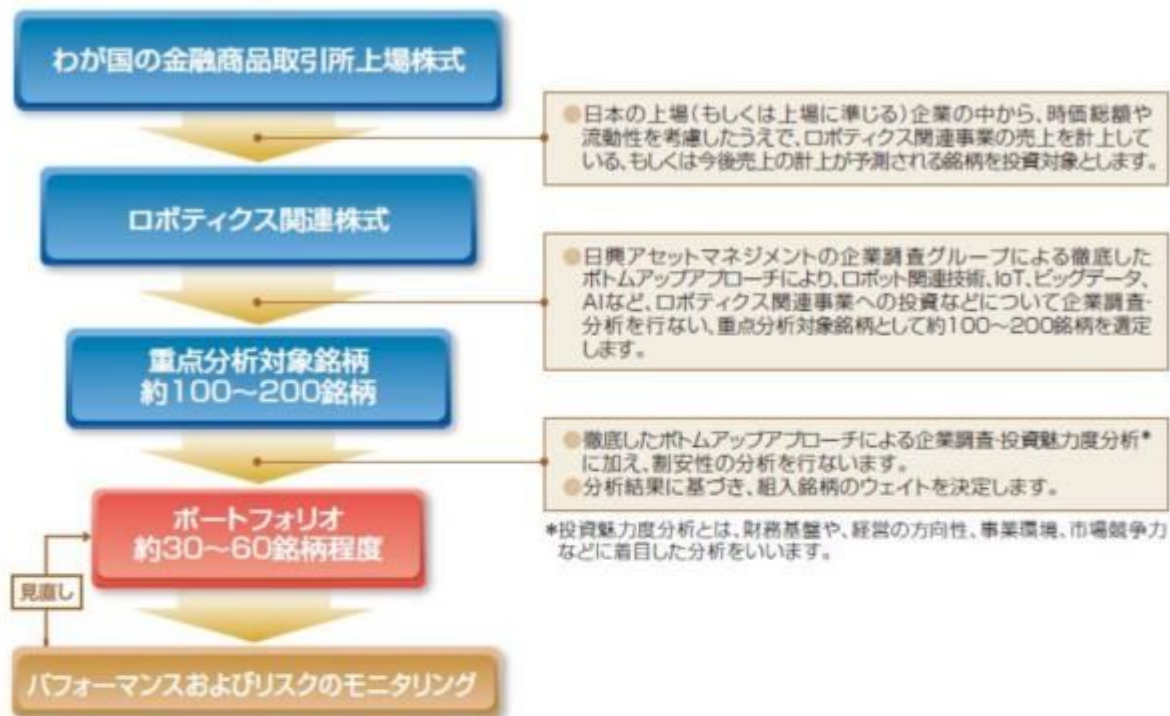 わが国の金融商品取引所上場株式
●日本の上場(もしくは上場に準じる)企業の中から、時価総額や
流動性を考慮したうえで、ロボティクス関連事業の売上を計上して
いる、もしくは今後売上の計上が予測される銘柄を投資対象とします。
ロボティクス関連株式
●日興アセットマネジメントの企業調査グループによる徹底した
ボトムアップアプローチにより、ロボット関連技術、IoT、ビッグデータ、
AIなど、ロボティクス関連事業への投資などについて企業調査・
分析を行ない、重点分析対象銘柄として約100～200銘柄を選定
します。
重点分析対象銘柄
約100～200銘柄
●徹底したボトムアップアプローチによる企業調査・投資魅力度分析*
に加え、割安性の分析を行ないます。
●分析結果に基づき、組入銘柄のウェイトを決定します。
*投資魅力度分析とは、財務基盤や、経営の方向性、事業環境、市場競争力
などに着目した分析をいいます。
ポートフォリオ
約30～60銘柄程度
見直し
パフォーマンスおよびリスクのモニタリング